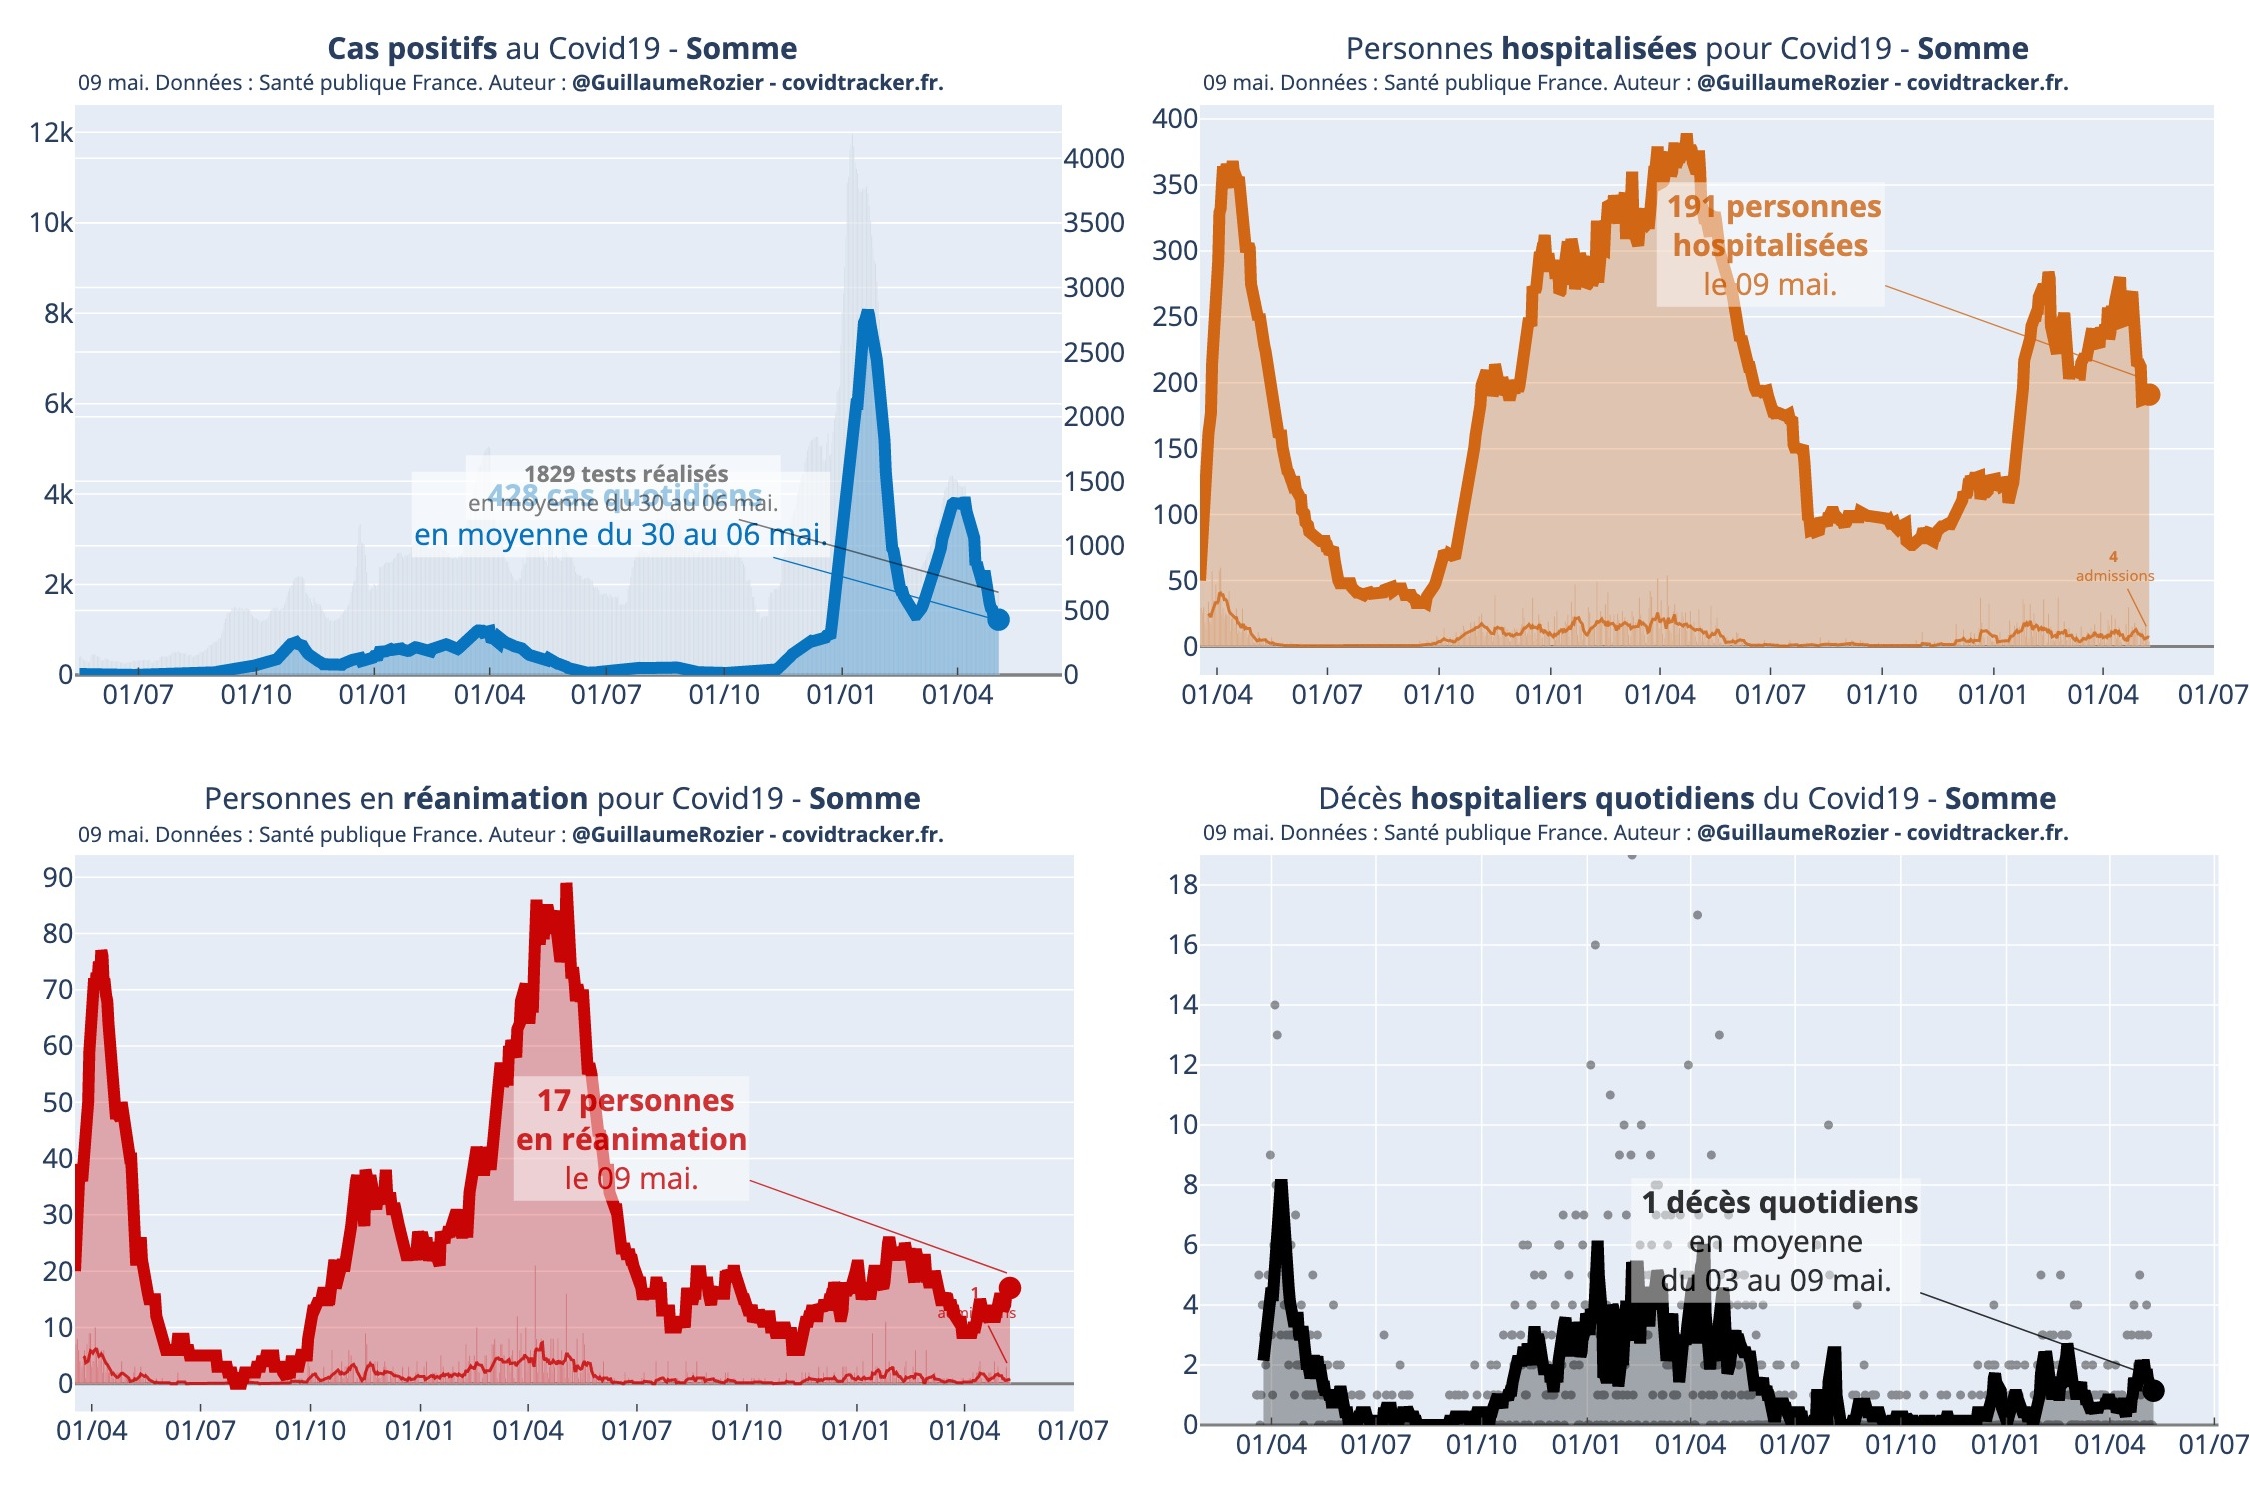 Cas positifs au Covid19 - Somme
09 mai. Données : Santé publique France. Auteur : @GuillaumeRozier - covidtracker.fr.
12k
10k
8k
6k
4k
2k
0
4000
3500
3000
2500
2000
1500
1000
500
0
1829 tests réalisés
en moyenne du 30 au 06 mai.
428 cas quotidiens
en moyenne du 30 au 06 mai.
01/07 01/10 01/01 01/04 01/07 01/10 01/01 01/04
Personnes hospitalisées pour Covid19 - Somme
09 mai. Données : Santé publique France. Auteur : @GuillaumeRozier - covidtracker.fr.
400
350
300
250
200
150
100
50
0
191 personnes
hospitalisées
le 09 mai.
4
admissions
01/04 01/07 01/10 01/01 01/04 01/07 01/10 01/01 01/04 01/07
Personnes en réanimation pour Covid19 - Somme
09 mai. Données : Santé publique France. Auteur : @GuillaumeRozier - covidtracker.fr.
90
80
70
60
50
40
30
20
10
0
17 personnes
en réanimation
le 09 mai.
1
admissions
01/04 01/07 01/10 01/01 01/04 01/07 01/10 01/01 01/04 01/07
Décès hospitaliers quotidiens du Covid19 - Somme
09 mai. Données : Santé publique France. Auteur : @GuillaumeRozier - covidtracker.fr.
18
16
14
12
10
8
6
4
2
0
1 décès quotidiens
en moyenne
du 03 au 09 mai.
01/04 01/07 01/10 01/01 01/04 01/07 01/10 01/01 01/04 01/07